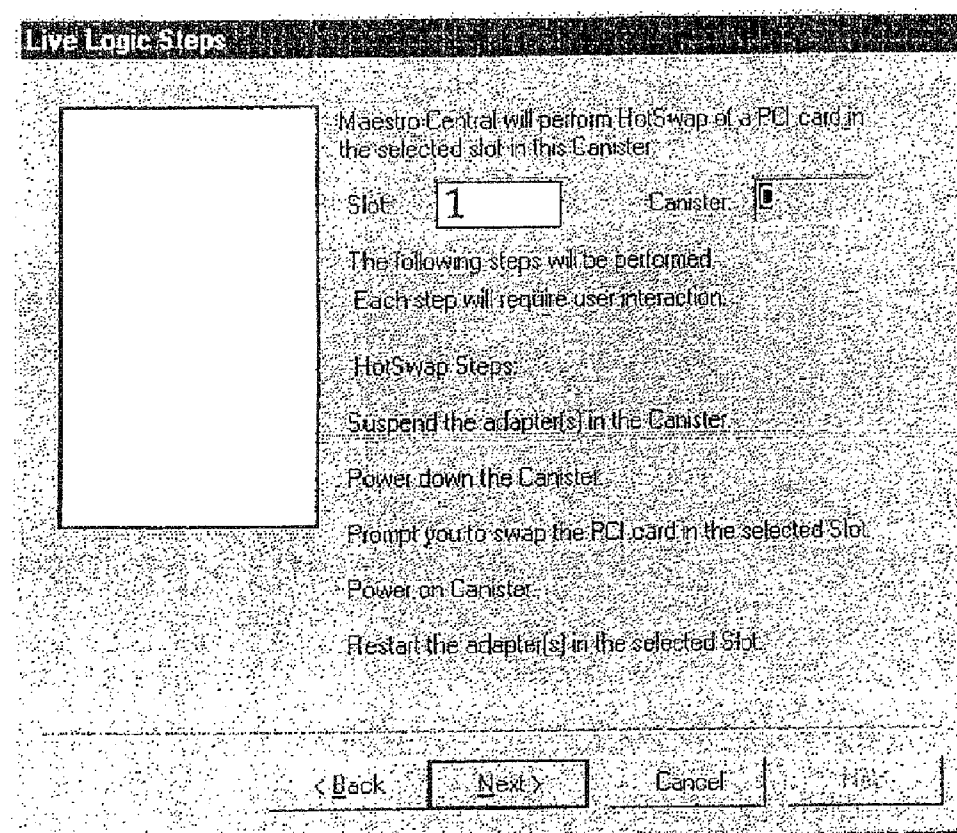 Live Logic Steps
Maestro Central will perform HotSwap of a PCI card in
the selected slot in this Canister
Slot: 1 Canister:
The following steps will be performed.
Each step will require user interaction.
HotSwap Steps:
Suspend the adapter(s) in the Canister.
Power down the Canister.
Prompt you to swap the PCI card in the selected Slot.
Power on Canister.
Restart the adapter(s) in the selected Slot.
< Back Next > Cancel